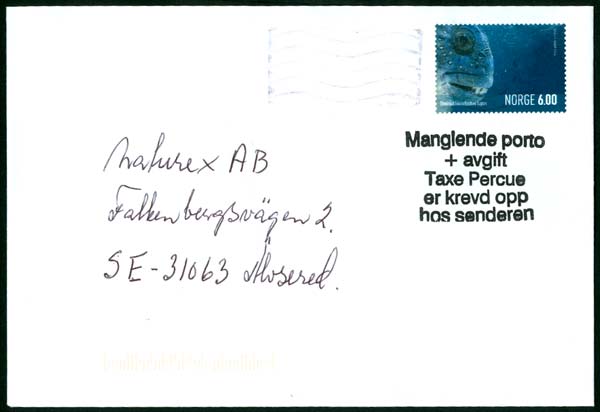 NORGE 6.00
Manglende porto
+ avgift
Taxe Percue
er krevd opp
hos senderen
Naturex AB
Falkenbergsvägen 2.
SE-31063 Älvsered.